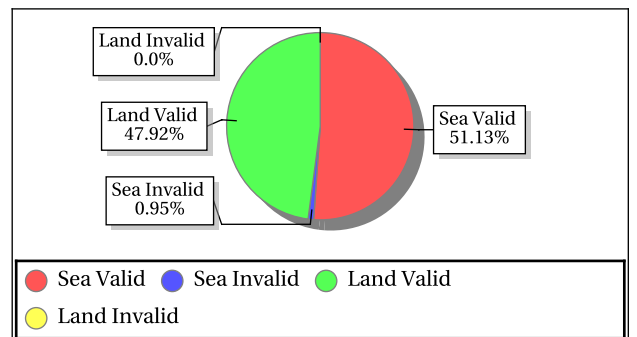 Land Invalid
0.0%
Land Valid
47.92%
Sea Valid
51.13%
Sea Invalid
0.95%
Sea Valid Sea Invalid Land Valid
Land Invalid